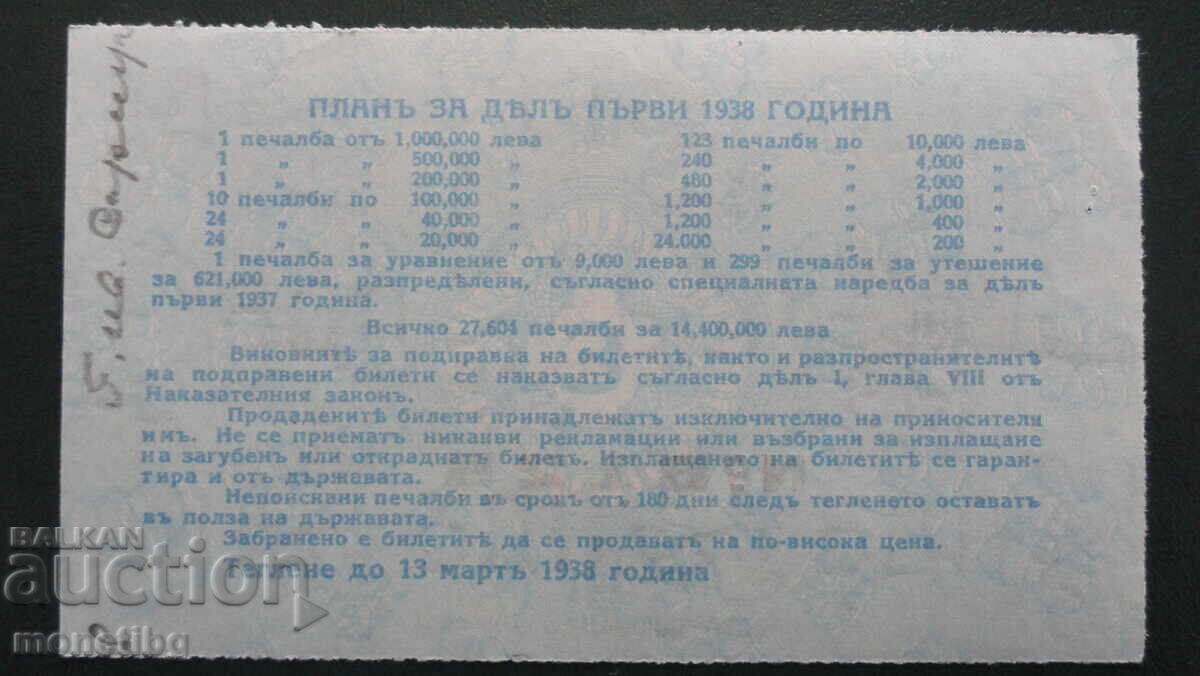 ПЛАНЪ ЗА ДѢЛЪ ПЪРВИ 1938 ГОДИНА
1 печалба отъ 1,000,000 лева 123 печалби по 10,000 лева
1 „ „ 500,000 „ 240 „ „ 4,000 „
1 „ „ 200,000 „ 480 „ „ 2,000 „
10 печалби по 100,000 „ 1,200 „ „ 1,000 „
24 „ „ 40,000 „ 1,200 „ „ 400 „
24 „ „ 20,000 „ 24.000 „ „ 200 „
1 печалба за уравнение отъ 9,000 лева и 299 печалби за утешение
за 621,000 лева, разпредѣлени, съгласно специалната наредба за дѣлъ
първи 1937 година.
Всичко 27,604 печалби за 14,400,000 лева
Виновнитѣ за подправка на билетитѣ, както и разпространителитѣ
на подправени билети се наказватъ съгласно дѣлъ I, глава VIII отъ
Наказателния законъ.
Продаденитѣ билети принадлежатъ изключително на приносителя
имъ. Не се приематъ никакви рекламации или възбрани за изплащане
на загубенъ или откраднатъ билетъ. Изплащането на билетитѣ се гаран-
тира и отъ държавата.
Непоискани печалби въ срокъ отъ 180 дни следъ тегленето оставатъ
въ полза на държавата.
Забранено е билетитѣ да се продаватъ на по-висока цена.
Теглене до 13 мартъ 1938 година
BALKAN
auction
monetibg